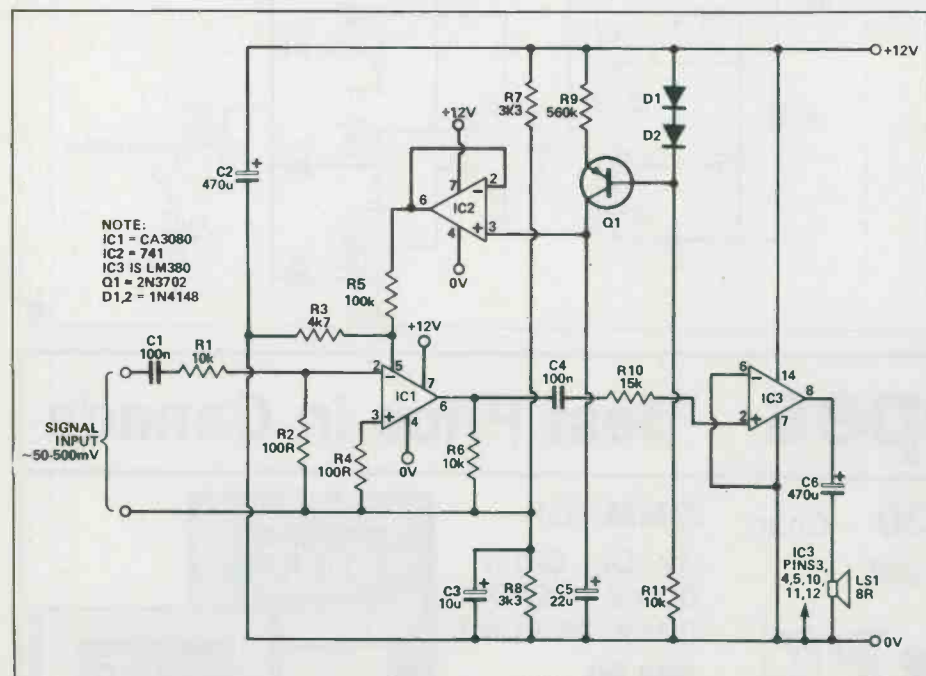 +12V
R7
3K3
R9
560k
D1
D2
+12V
C2
470u
+
7
2
6
IC2
−
+
3
4
Q1
0V
NOTE:
IC1 = CA3080
IC2 = 741
IC3 IS LM380
Q1 = 2N3702
D1,2 = 1N4148
R5
100k
R3
4k7
+12V
C1
100n
R1
10k
2
−
5
7
IC1
6
3
+
4
0V
C4
100n
R10
15k
6
−
14
IC3
8
2
+
7
SIGNAL
INPUT
~50-500mV
R2
100R
R4
100R
R6
10k
C6
470u
+
C3
10u
+
R8
3k3
C5
22u
+
R11
10k
IC3
PINS3,
4,5,10,
11,12
LS1
8R
0V